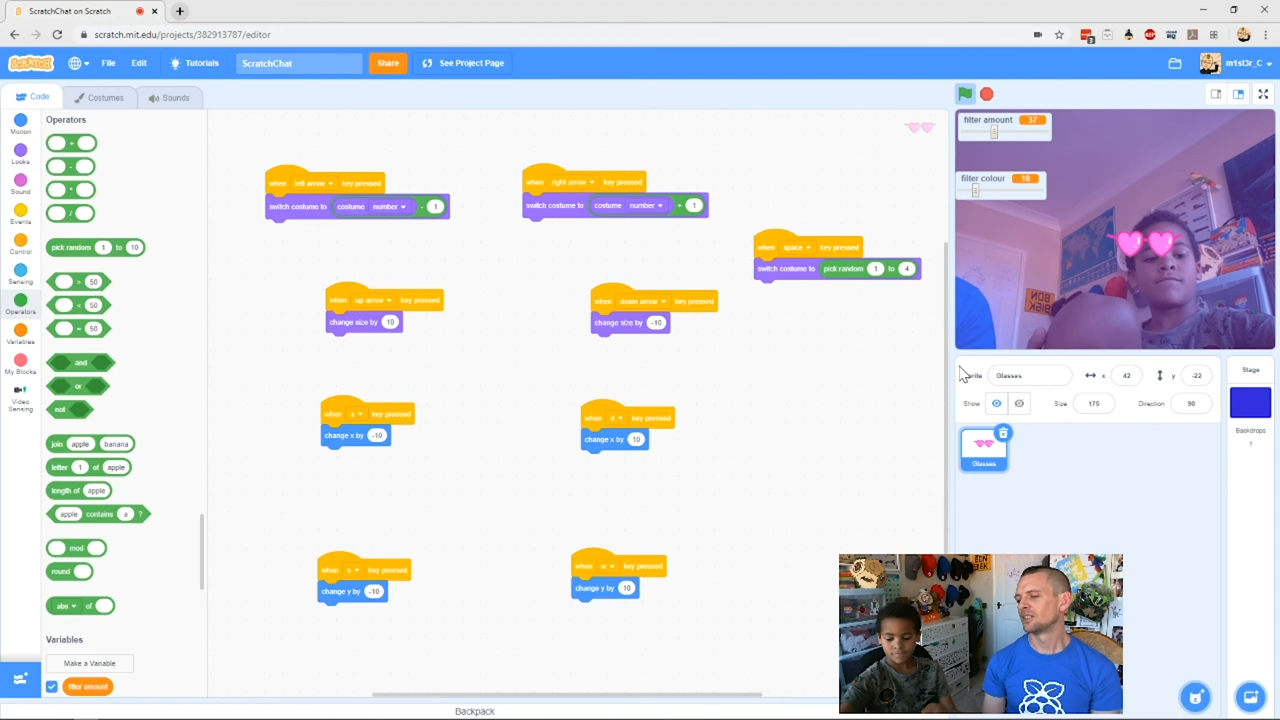 ScratchChat on Scratch
scratch.mit.edu/projects/382913787/editor
SCRATCH
File
Edit
Tutorials
ScratchChat
Share
See Project Page
m1st3r_C
Code
Costumes
Sounds
Motion
Looks
Sound
Events
Control
Sensing
Operators
Variables
My Blocks
Video
Sensing
Operators
+
-
*
/
pick random 1 to 10
> 50
< 50
= 50
and
or
not
join apple banana
letter 1 of apple
length of apple
apple contains a ?
mod
round
abs of
Variables
Make a Variable
filter amount
when left arrow key pressed
switch costume to costume number - 1
when right arrow key pressed
switch costume to costume number + 1
when space key pressed
switch costume to pick random 1 to 4
when up arrow key pressed
change size by 10
when down arrow key pressed
change size by -10
when a key pressed
change x by -10
when d key pressed
change x by 10
when s key pressed
change y by -10
when w key pressed
change y by 10
filter amount 37
filter colour 18
Glasses
x 42
y -22
Show
Size 175
Direction 90
Glasses
Stage
Backdrops
1
Backpack